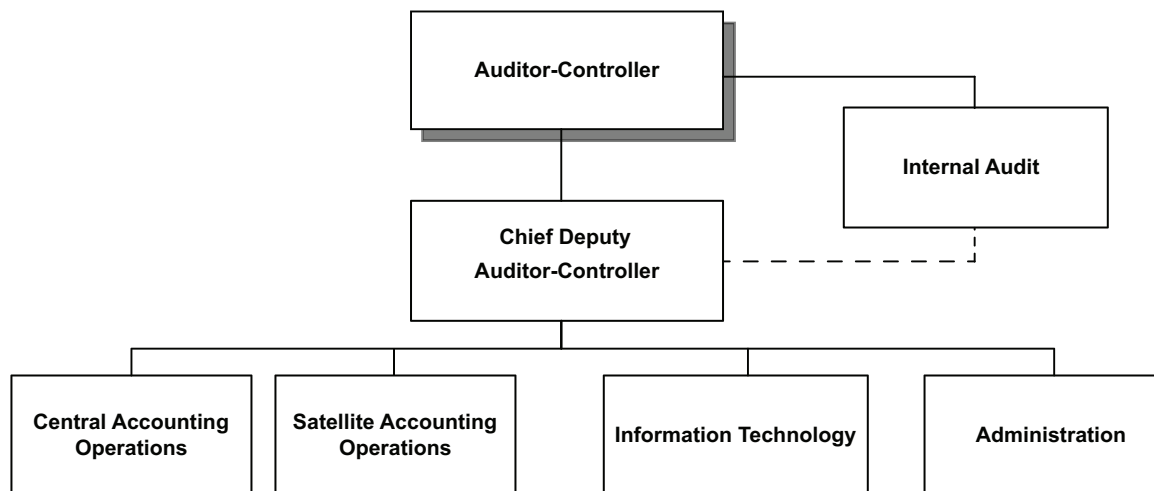 Auditor-Controller
Internal Audit
Chief Deputy
Auditor-Controller
Central Accounting
Operations
Satellite Accounting
Operations
Information Technology
Administration